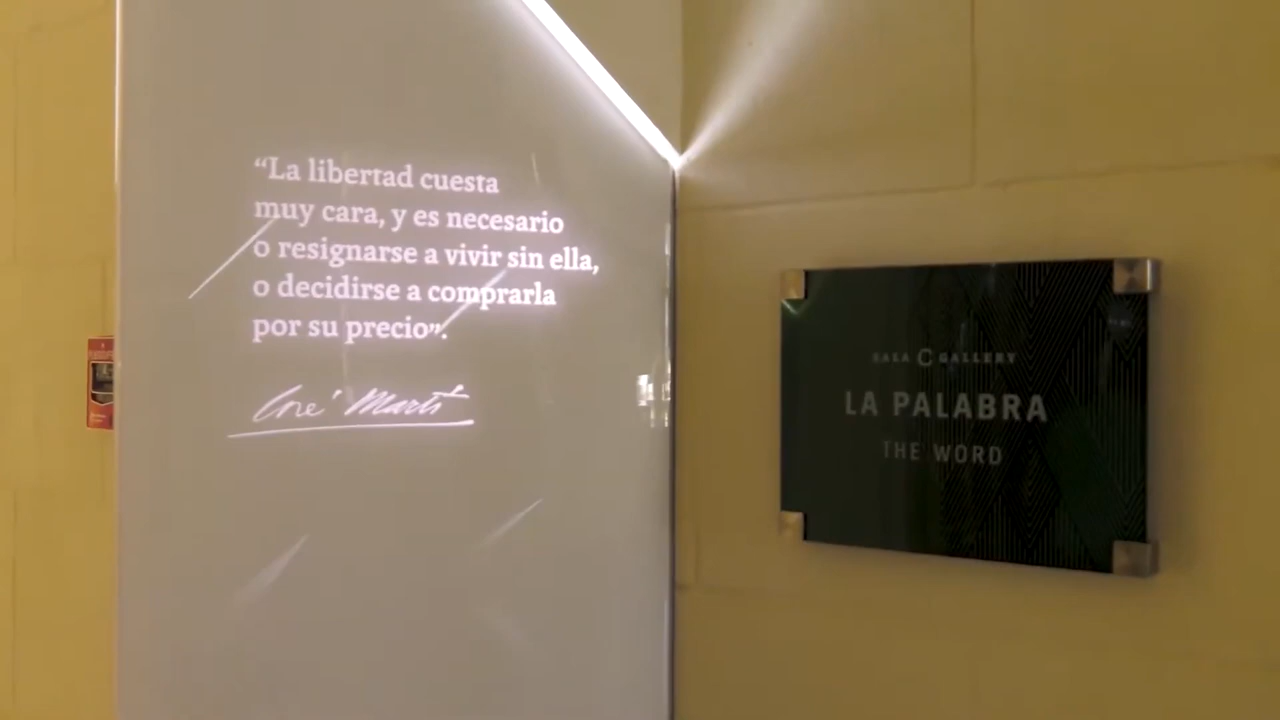 “La libertad cuesta
muy cara, y es necesario
o resignarse a vivir sin ella,
o decidirse a comprarla
por su precio”.
José Martí
SALA C GALLERY
LA PALABRA
THE WORD